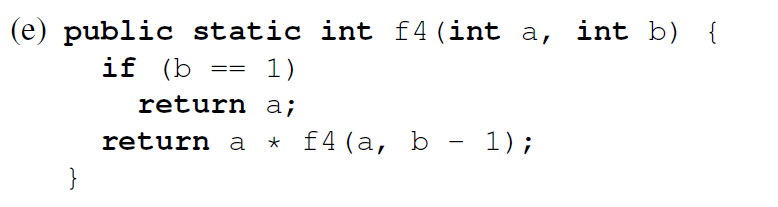 (e) public static int f4(int a, int b) {
if (b == 1)
return a;
return a * f4(a, b - 1);
}